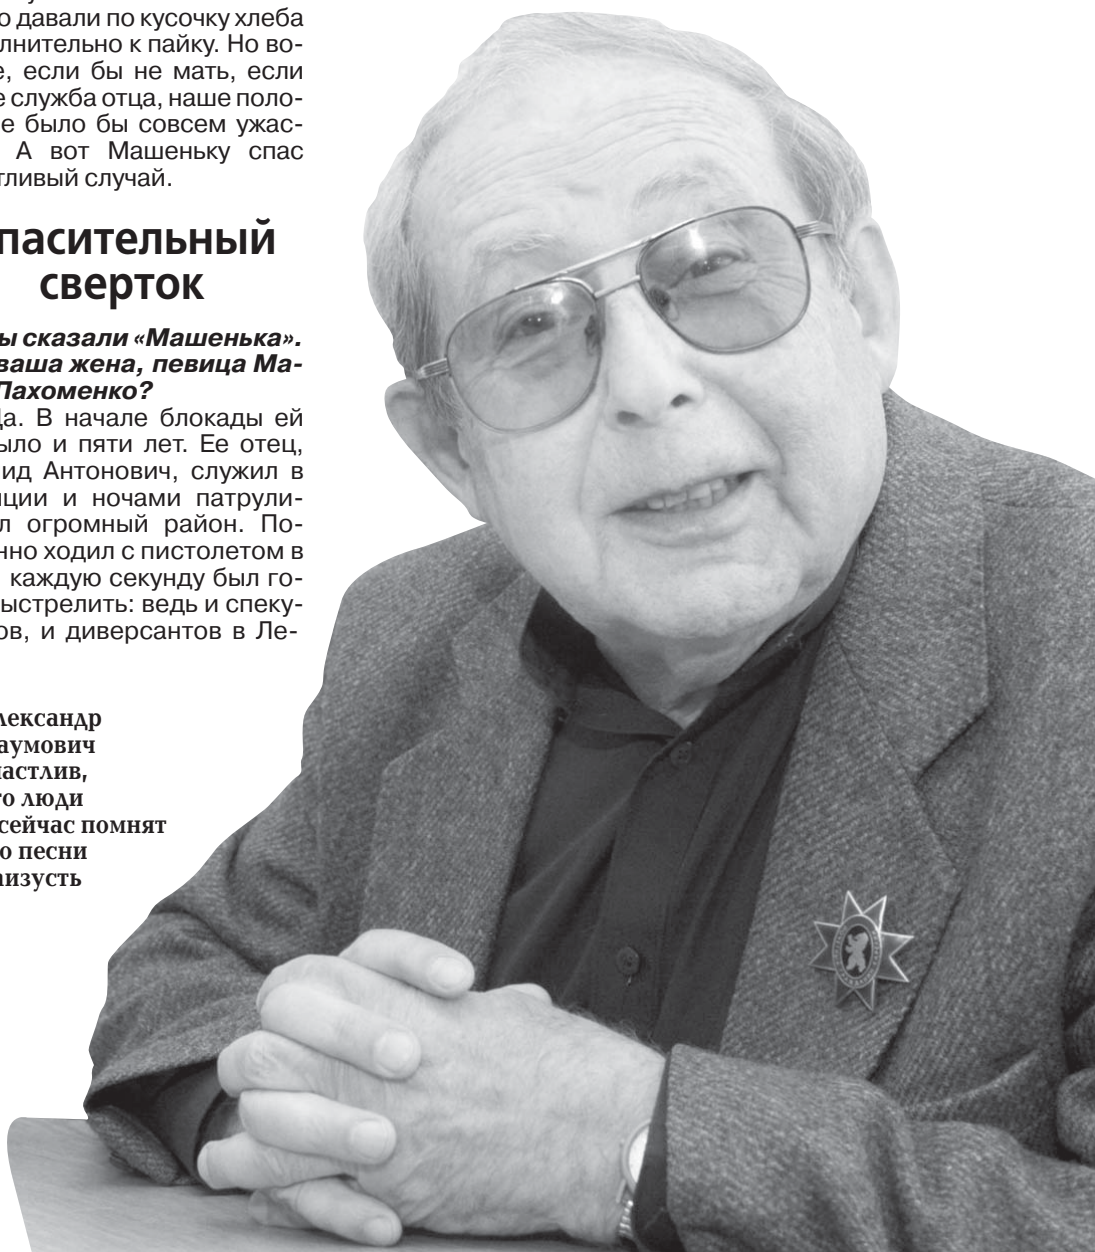 о давали по кусочку хлеба
лнительно к пайку. Но во-
е, если бы не мать, если
е служба отца, наше поло-
е было бы совсем ужас-
А вот Машеньку спас
тливый случай.
пасительный
сверток
ы сказали «Машенька».
ваша жена, певица Ма-
Пахоменко?
Да. В начале блокады ей
ыло и пяти лет. Ее отец,
ид Антонович, служил в
ции и ночами патрули-
л огромный район. По-
нно ходил с пистолетом в
каждую секунду был го-
ыстрелить: ведь и спеку-
ов, и диверсантов в Ле-
лександр
аумович
частлив,
то люди
сейчас помнят
о песни
аизусть